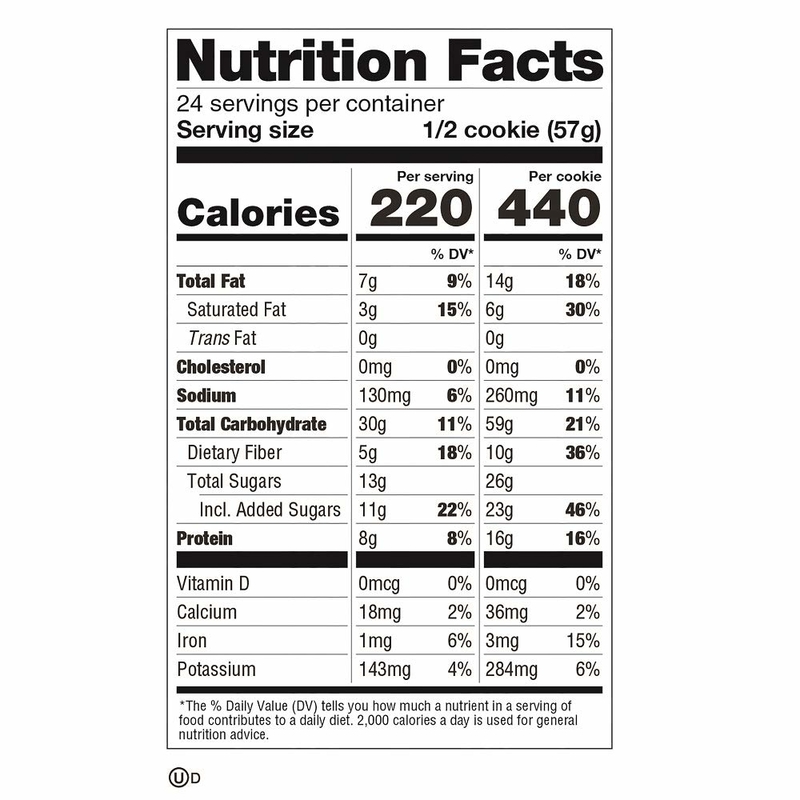 Nutrition Facts
24 servings per container
Serving size 1/2 cookie (57g)
Per serving Per cookie
Calories 220 440
% DV* % DV*
Total Fat 7g 9% 14g 18%
Saturated Fat 3g 15% 6g 30%
Trans Fat 0g 0g
Cholesterol 0mg 0% 0mg 0%
Sodium 130mg 6% 260mg 11%
Total Carbohydrate 30g 11% 59g 21%
Dietary Fiber 5g 18% 10g 36%
Total Sugars 13g 26g
Incl. Added Sugars 11g 22% 23g 46%
Protein 8g 8% 16g 16%
Vitamin D 0mcg 0% 0mcg 0%
Calcium 18mg 2% 36mg 2%
Iron 1mg 6% 3mg 15%
Potassium 143mg 4% 284mg 6%
*The % Daily Value (DV) tells you how much a nutrient in a serving of
food contributes to a daily diet. 2,000 calories a day is used for general
nutrition advice.
U D